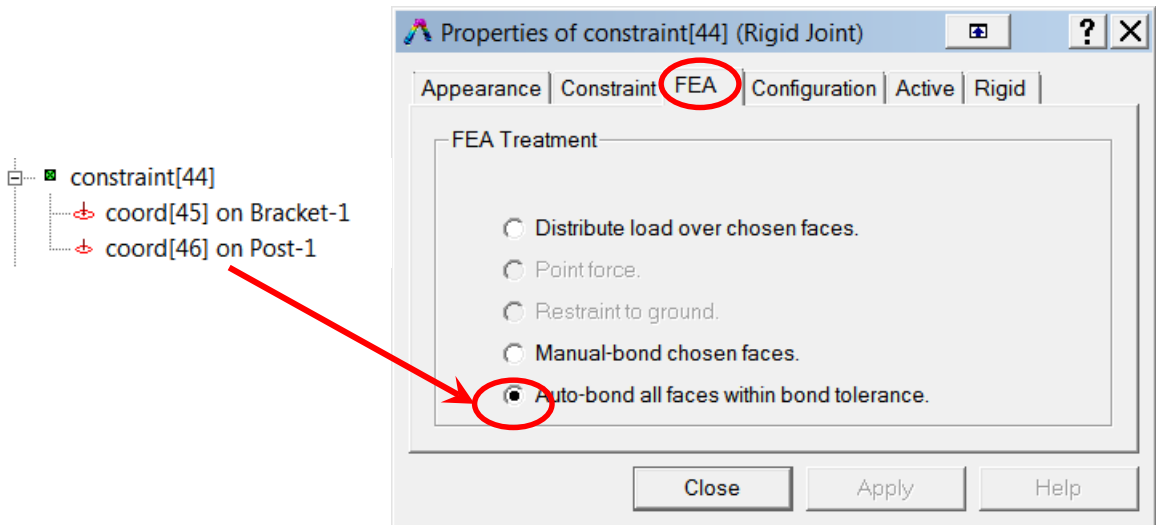 Properties of constraint[44] (Rigid Joint)
?
Appearance Constraint FEA Configuration Active Rigid
FEA Treatment
constraint[44]
coord[45] on Bracket-1
coord[46] on Post-1
Distribute load over chosen faces.
Point force.
Restraint to ground.
Manual-bond chosen faces.
Auto-bond all faces within bond tolerance.
Close Apply Help